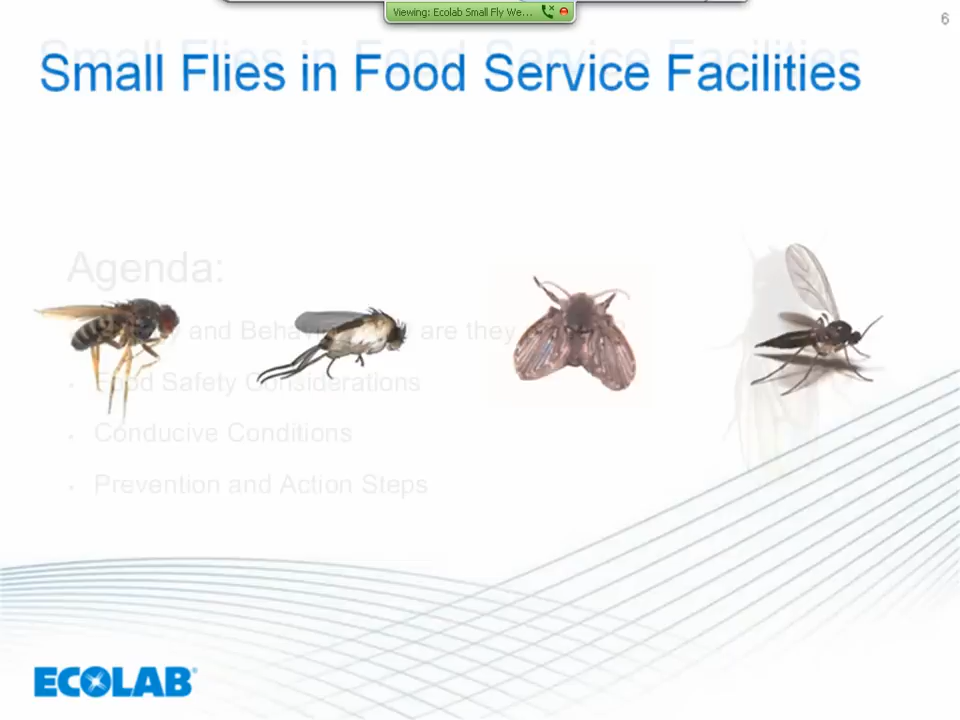 Viewing: Ecolab Small Fly We...
6
Small Flies in Food Service Facilities
Agenda:
and Behav are they
Food Safety Considerations
Conducive Conditions
Prevention and Action Steps
ECOLAB®